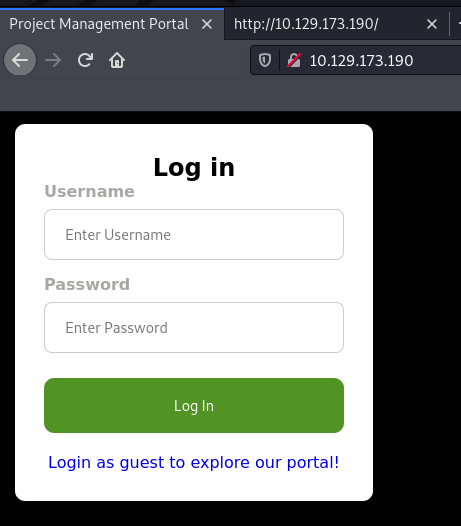 Project Management Portal
http://10.129.173.190/
10.129.173.190
Log in
Username
Enter Username
Password
Enter Password
Log In
Login as guest to explore our portal!